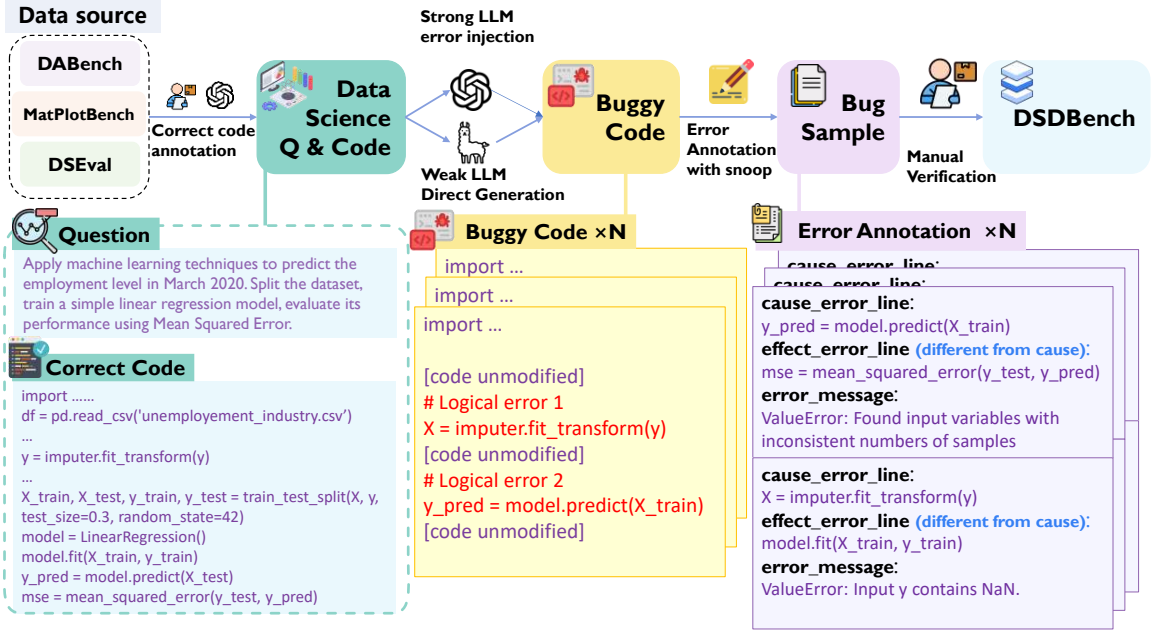 Data source
DABench
MatPlotBench
DSEval
Correct code
annotation
Data
Science
Q & Code
Strong LLM
error injection
Weak LLM
Direct Generation
Buggy
Code
Error
Annotation
with snoop
Bug
Sample
Manual
Verification
DSDBench
Question
Apply machine learning techniques to predict the
employment level in March 2020. Split the dataset,
train a simple linear regression model, evaluate its
performance using Mean Squared Error.
Correct Code
import ……
df = pd.read_csv('unemployement_industry.csv')
…
y = imputer.fit_transform(y)
…
X_train, X_test, y_train, y_test = train_test_split(X, y,
test_size=0.3, random_state=42)
model = LinearRegression()
model.fit(X_train, y_train)
y_pred = model.predict(X_test)
mse = mean_squared_error(y_test, y_pred)
Buggy Code ×N
import …
import …
import …
[code unmodified]
# Logical error 1
X = imputer.fit_transform(y)
[code unmodified]
# Logical error 2
y_pred = model.predict(X_train)
[code unmodified]
Error Annotation ×N
cause_error_line:
cause_error_line:
cause_error_line:
y_pred = model.predict(X_train)
effect_error_line (different from cause):
mse = mean_squared_error(y_test, y_pred)
error_message:
ValueError: Found input variables with
inconsistent numbers of samples
cause_error_line:
X = imputer.fit_transform(y)
effect_error_line (different from cause):
model.fit(X_train, y_train)
error_message:
ValueError: Input y contains NaN.